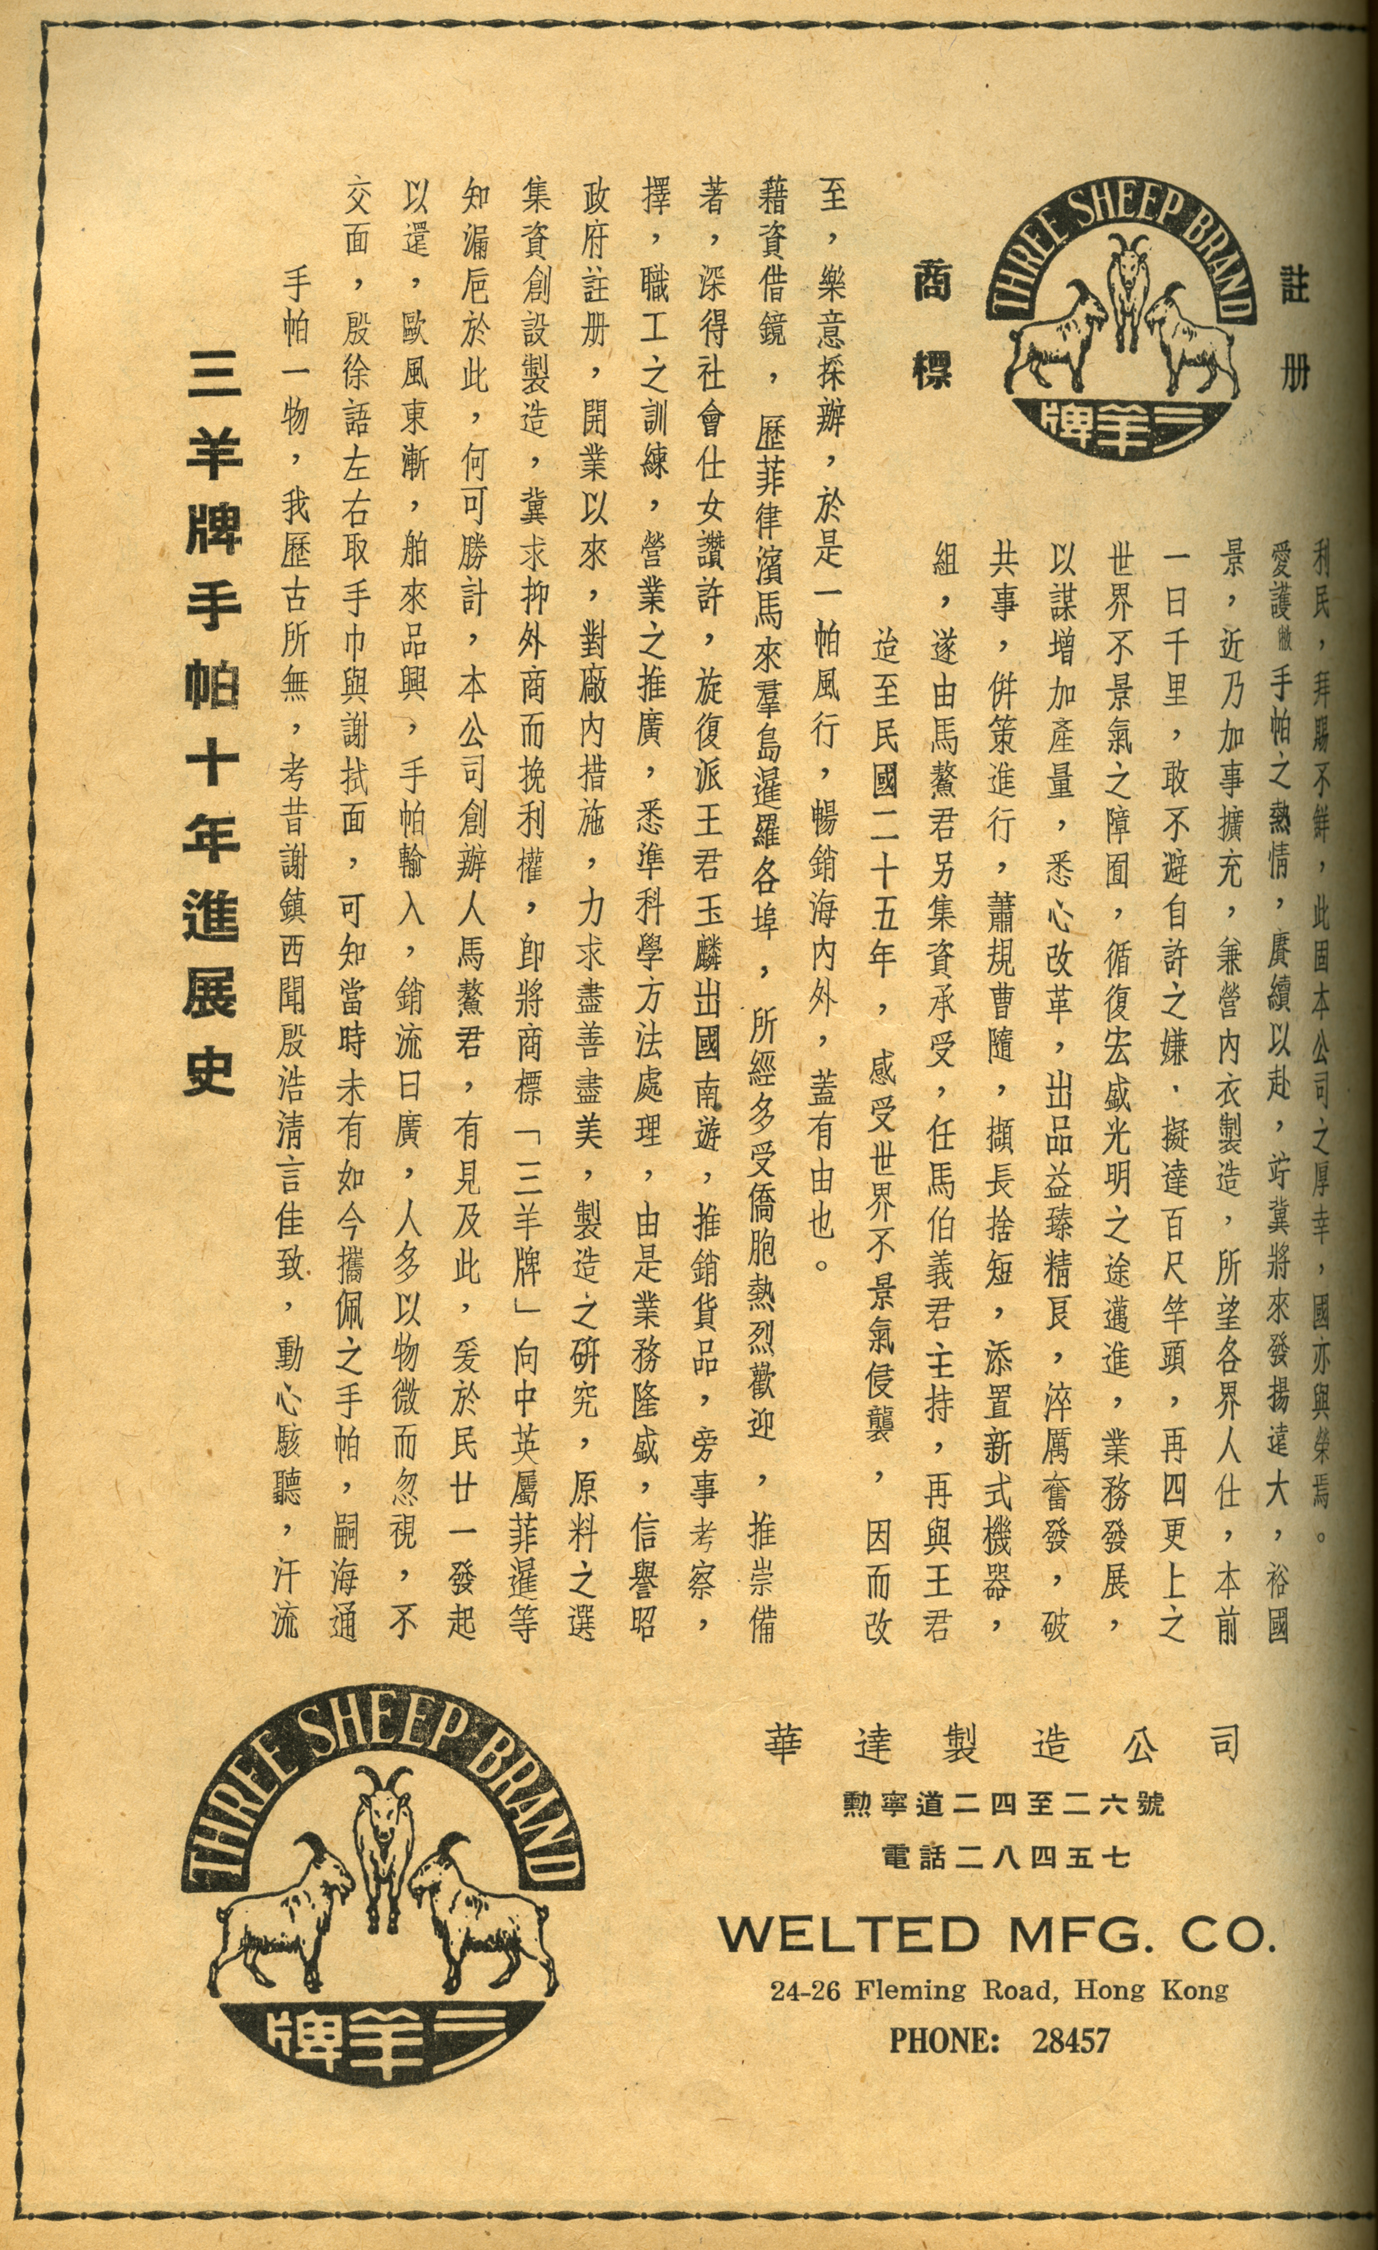 三羊牌手帕十年進展史
手帕一物，我歷古所無，考昔謝鎮西聞殷浩淸言佳致，動心駭聽，汗流
交面，殷徐語左右取手巾與謝拭面，可知當時未有如今攜佩之手帕，嗣海通
以還，歐風東漸，舶來品興，手帕輸入，銷流日廣，人多以物微而忽視，不
知漏巵於此，何可勝計，本公司創辦人馬鰲君，有見及此，爰於民廿一發起
集資創設製造，冀求抑外商而挽利權，卽將商標「三羊牌」向中英屬菲暹等
政府註册，開業以來，對廠內措施，力求盡善盡美，製造之硏究，原料之選
擇，職工之訓練，營業之推廣，悉準科學方法處理，由是業務隆盛，信譽昭
著，深得社會仕女讚許，旋復派王君玉麟出國南遊，推銷貨品，旁事考察，
藉資借鏡，歷菲律濱馬來羣島暹羅各埠，所經多受僑胞熱烈歡迎，推崇備
至，樂意採辦，於是一帕風行，暢銷海內外，蓋有由也。
迨至民國二十五年，感受世界不景氣侵襲，因而改
組，遂由馬鰲君另集資承受，任馬伯義君主持，再與王君
共事，倂策進行，蕭規曹隨，擷長捨短，添置新式機器，
以謀增加產量，悉心改革，出品益臻精良，淬厲奮發，破
世界不景氣之障囿，循復宏盛光明之途邁進，業務發展，
一日千里，敢不避自許之嫌．擬達百尺竿頭，再四更上之
景，近乃加事擴充，兼營內衣製造，所望各界人仕，本前
愛護敝手帕之熱情，賡續以赴，竚冀將來發揚遠大，裕國
利民，拜賜不鮮，此固本公司之厚幸，國亦與榮焉。
註册
商標
THREE SHEEP BRAND
牌羊三
THREE SHEEP BRAND
牌羊三
華達製造公司
勳寧道二四至二六號
電話二八四五七
WELTED MFG. CO.
24-26 Fleming Road, Hong Kong
PHONE: 28457